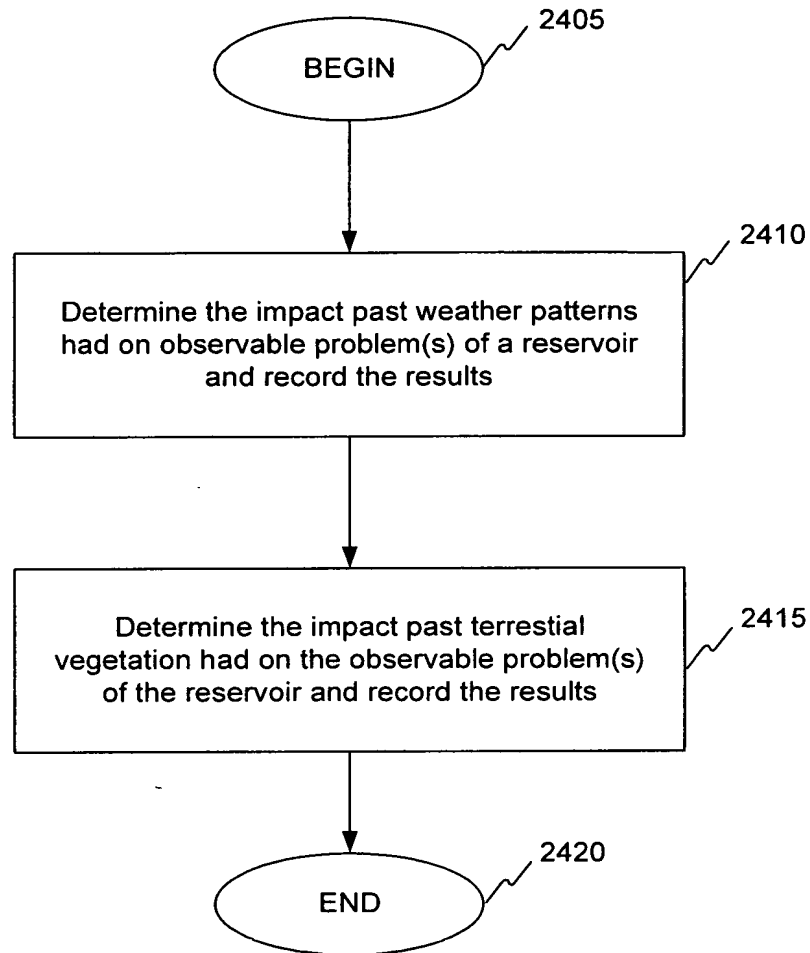 2405
BEGIN
2410
Determine the impact past weather patterns
had on observable problem(s) of a reservoir
and record the results
2415
Determine the impact past terrestial
vegetation had on the observable problem(s)
of the reservoir and record the results
2420
END